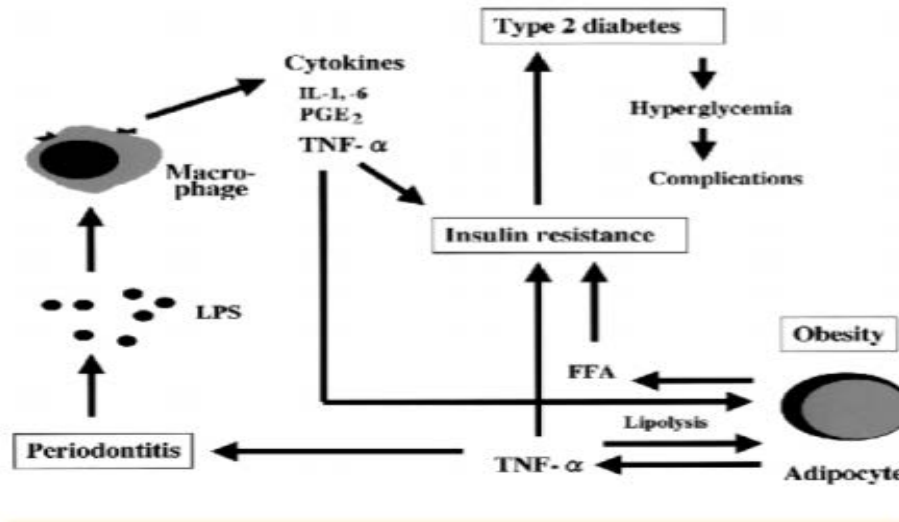 Type 2 diabetes
Cytokines
IL-1, -6
PGE2
TNF- α
Hyperglycemia
Complications
Macro-
phage
Insulin resistance
LPS
Obesity
FFA
Lipolysis
Periodontitis
TNF- α
Adipocyte